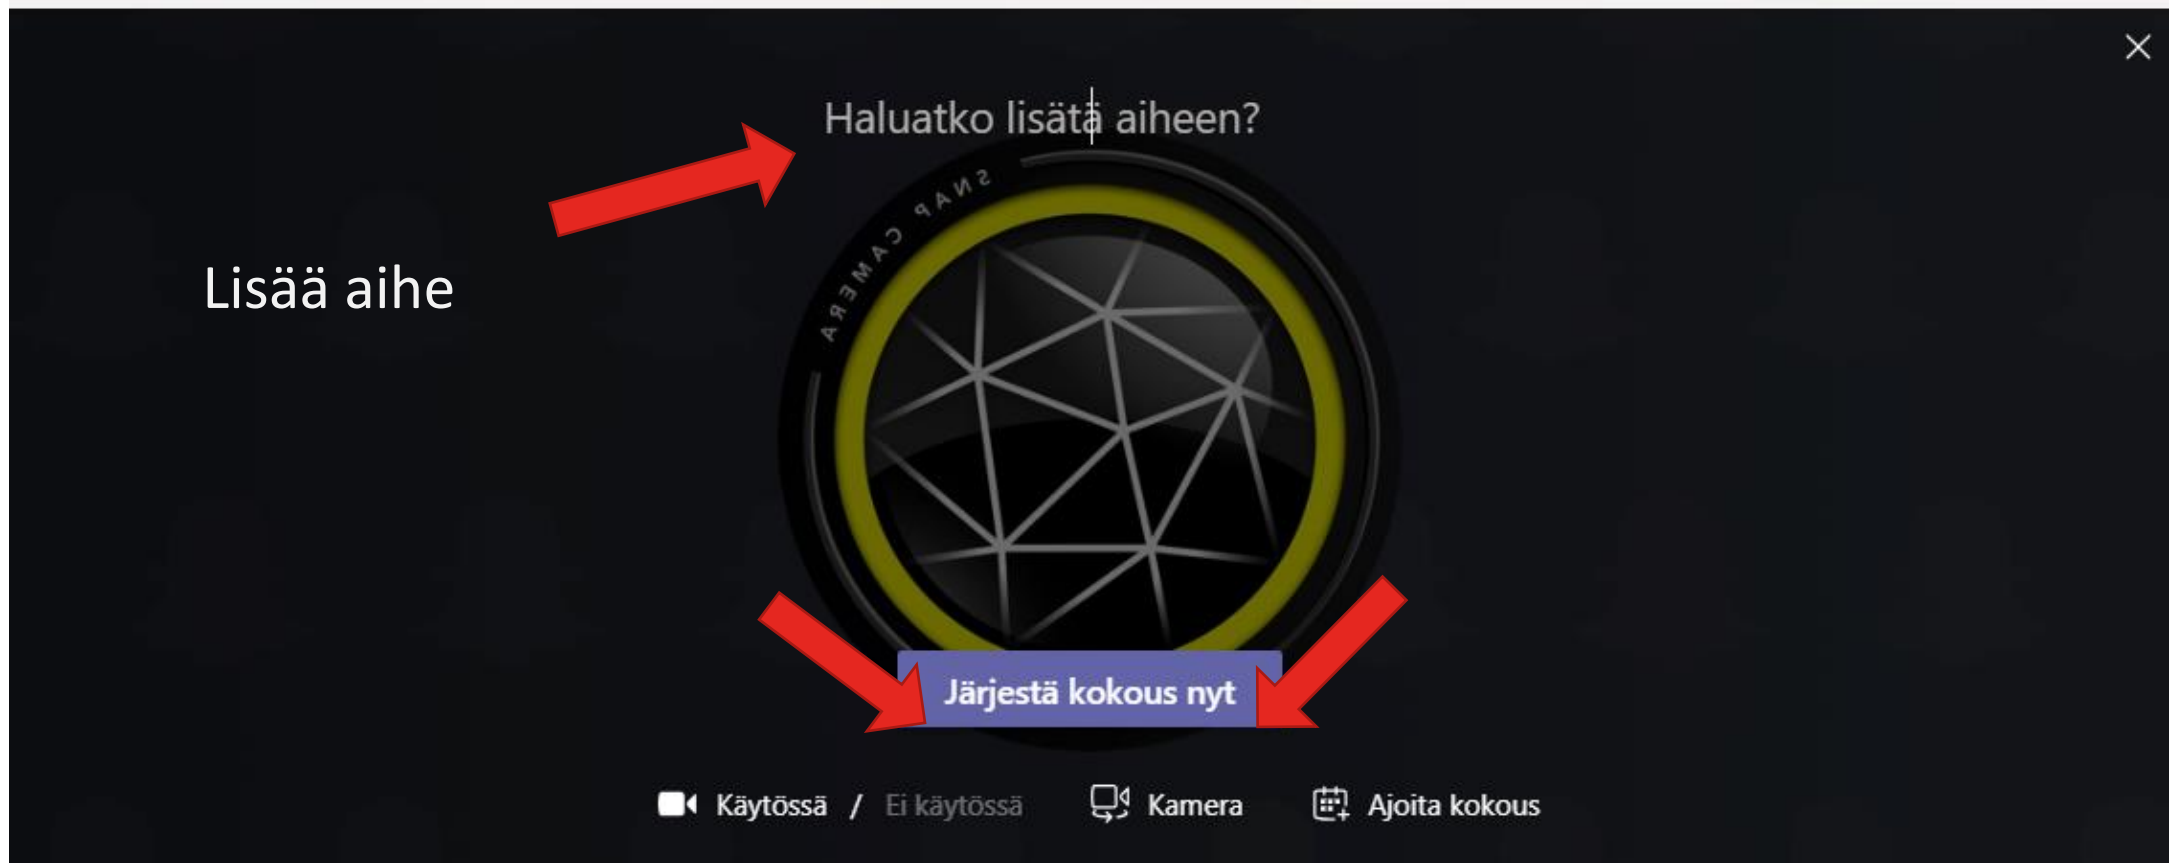 Haluatko lisätä aiheen?
SNAP CAMERA
Lisää aihe
Järjestä kokous nyt
Käytössä / Ei käytössä Kamera Ajoita kokous